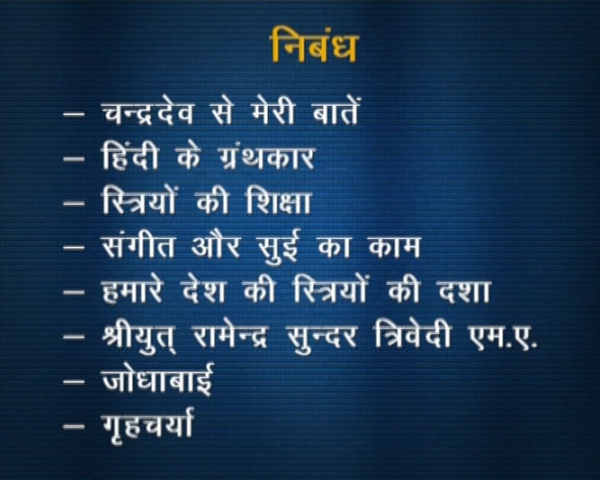 निबंध
– चन्द्रदेव से मेरी बातें
– हिंदी के ग्रंथकार
– स्त्रियों की शिक्षा
– संगीत और सुई का काम
– हमारे देश की स्त्रियों की दशा
– श्रीयुत् रामेन्द्र सुन्दर त्रिवेदी एम.ए.
– जोधाबाई
– गृहचर्या